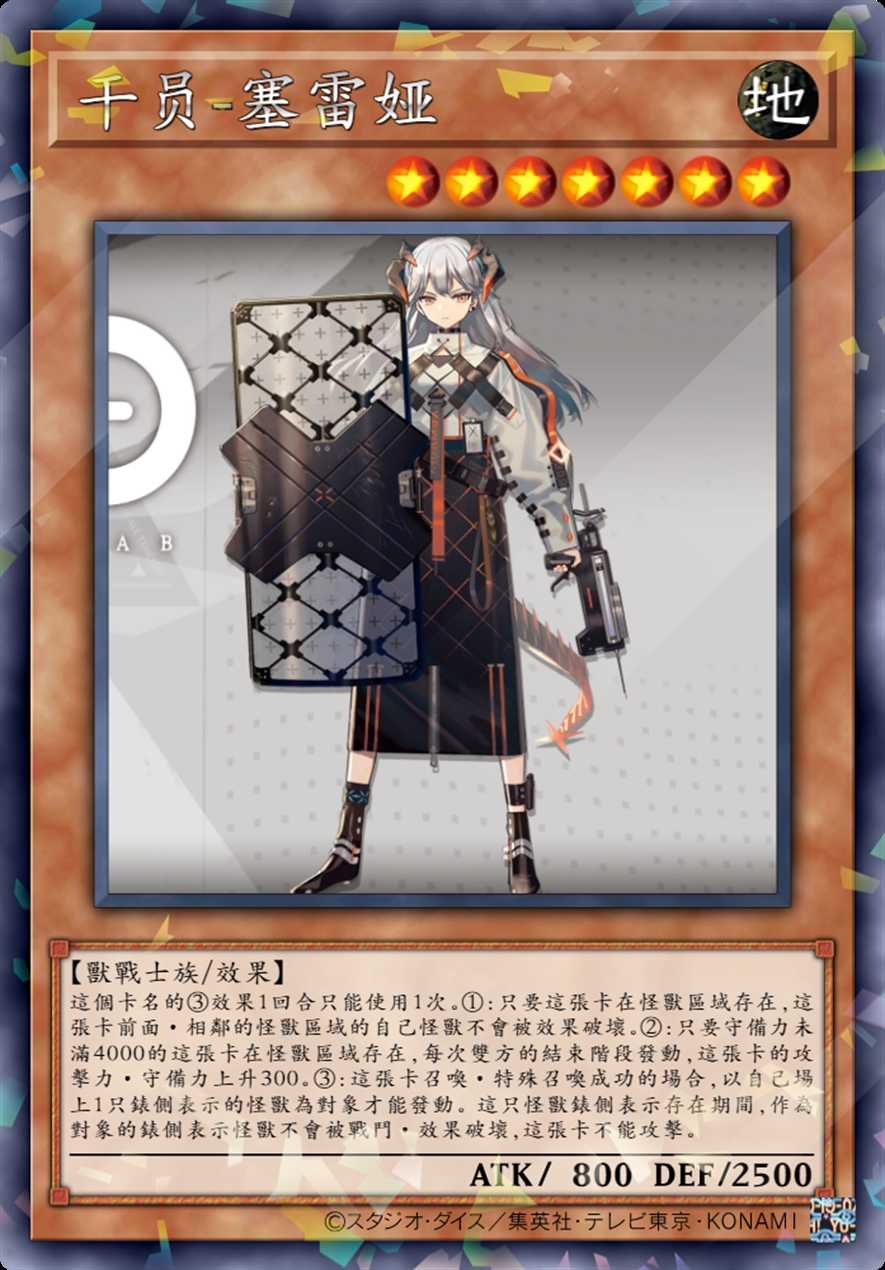 干员-塞雷娅
地
A B
【獸戰士族/效果】
這個卡名的③效果1回合只能使用1次。①:只要這張卡在怪獸區域存在,這
張卡前面・相鄰的怪獸區域的自己怪獸不會被效果破壞。②:只要守備力未
滿4000的這張卡在怪獸區域存在,每次雙方的結束階段發動,這張卡的攻
擊力・守備力上升300。③:這張卡召喚・特殊召喚成功的場合,以自己場
上1只錶側表示的怪獸為對象才能發動。這只怪獸錶側表示存在期間,作為
對象的錶側表示怪獸不會被戰鬥・效果破壞,這張卡不能攻擊。
ATK/ 800 DEF/2500
©スタジオ・ダイス/集英社・テレビ東京・KONAMI